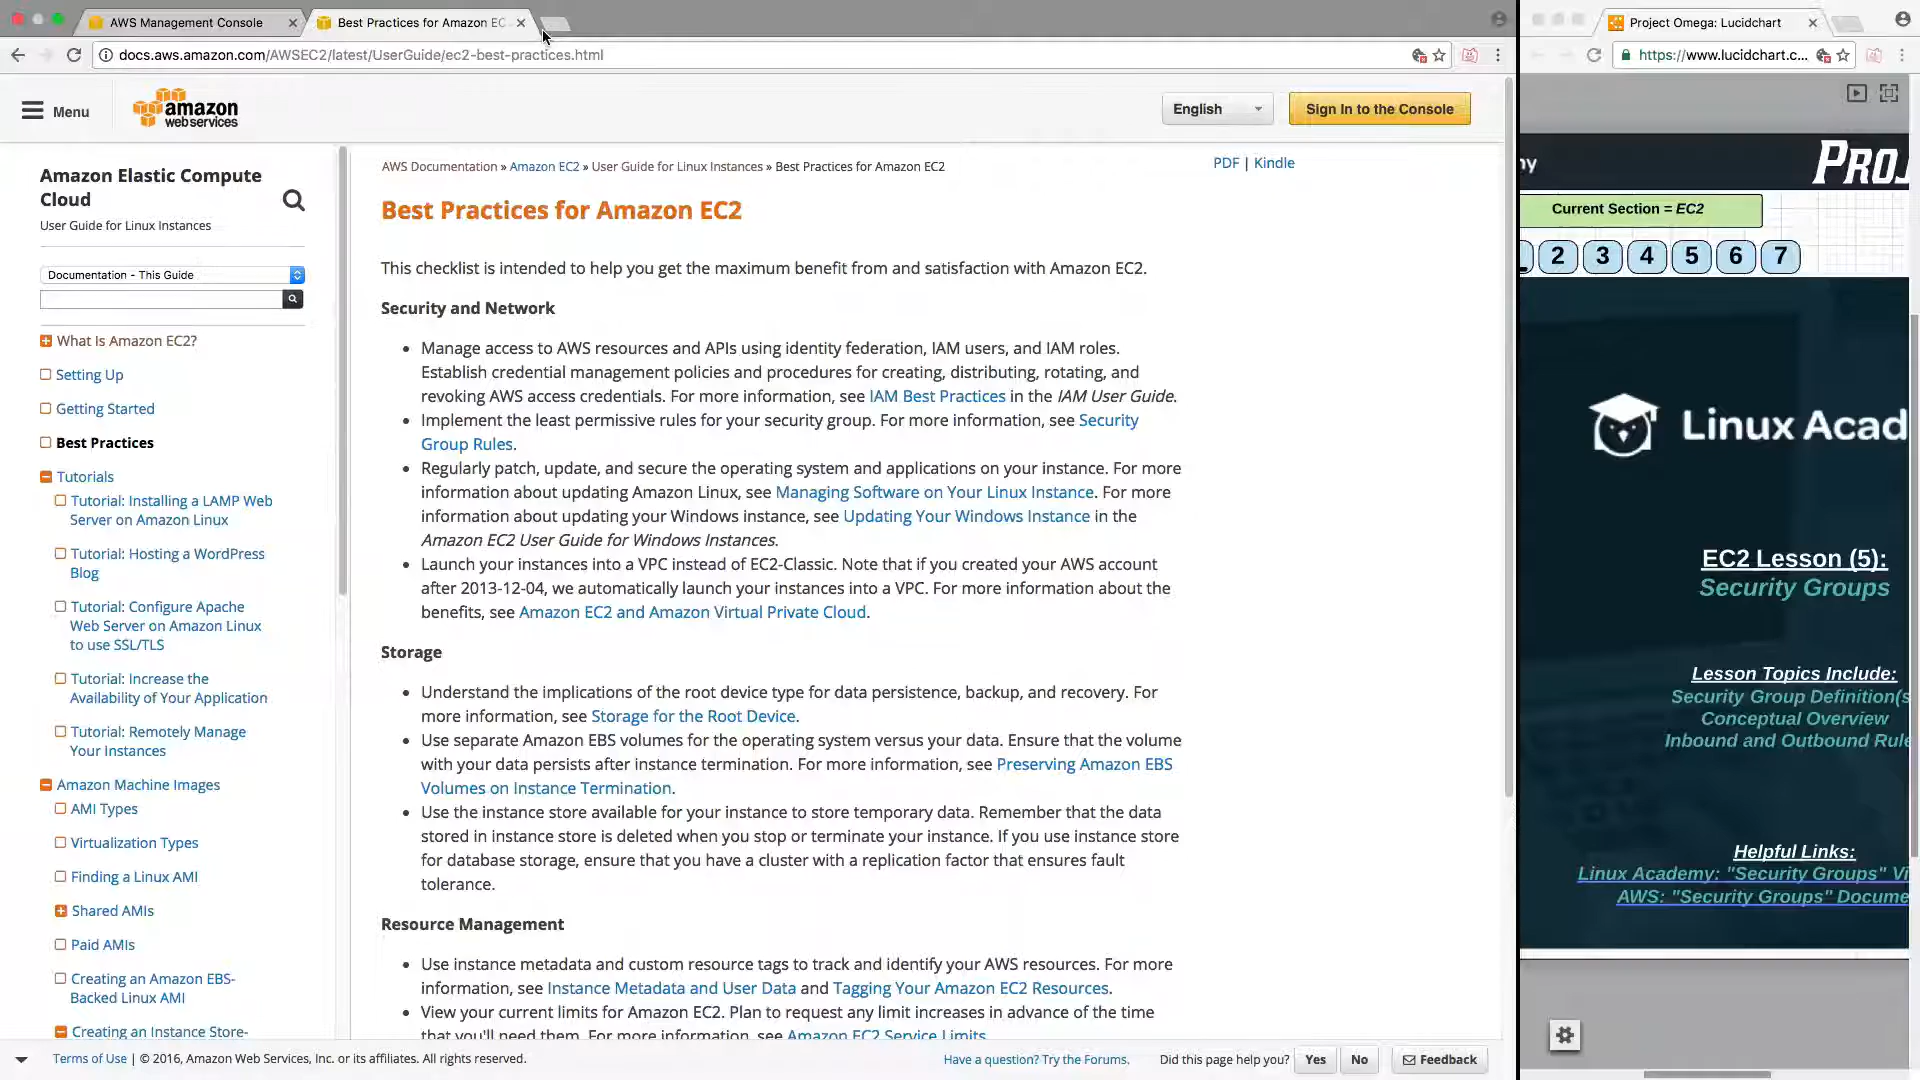 AWS Management Console
Best Practices for Amazon EC
docs.aws.amazon.com/AWSEC2/latest/UserGuide/ec2-best-practices.html
Menu
amazon
webservices
English
Sign In to the Console
Amazon Elastic Compute
Cloud
User Guide for Linux Instances
Documentation - This Guide
What Is Amazon EC2?
Setting Up
Getting Started
Best Practices
Tutorials
Tutorial: Installing a LAMP Web
Server on Amazon Linux
Tutorial: Hosting a WordPress
Blog
Tutorial: Configure Apache
Web Server on Amazon Linux
to use SSL/TLS
Tutorial: Increase the
Availability of Your Application
Tutorial: Remotely Manage
Your Instances
Amazon Machine Images
AMI Types
Virtualization Types
Finding a Linux AMI
Shared AMIs
Paid AMIs
Creating an Amazon EBS-
Backed Linux AMI
Creating an Instance Store-
AWS Documentation » Amazon EC2 » User Guide for Linux Instances » Best Practices for Amazon EC2
PDF | Kindle
Best Practices for Amazon EC2
This checklist is intended to help you get the maximum benefit from and satisfaction with Amazon EC2.
Security and Network
• Manage access to AWS resources and APIs using identity federation, IAM users, and IAM roles.
Establish credential management policies and procedures for creating, distributing, rotating, and
revoking AWS access credentials. For more information, see IAM Best Practices in the IAM User Guide.
• Implement the least permissive rules for your security group. For more information, see Security
Group Rules.
• Regularly patch, update, and secure the operating system and applications on your instance. For more
information about updating Amazon Linux, see Managing Software on Your Linux Instance. For more
information about updating your Windows instance, see Updating Your Windows Instance in the
Amazon EC2 User Guide for Windows Instances.
• Launch your instances into a VPC instead of EC2-Classic. Note that if you created your AWS account
after 2013-12-04, we automatically launch your instances into a VPC. For more information about the
benefits, see Amazon EC2 and Amazon Virtual Private Cloud.
Storage
• Understand the implications of the root device type for data persistence, backup, and recovery. For
more information, see Storage for the Root Device.
• Use separate Amazon EBS volumes for the operating system versus your data. Ensure that the volume
with your data persists after instance termination. For more information, see Preserving Amazon EBS
Volumes on Instance Termination.
• Use the instance store available for your instance to store temporary data. Remember that the data
stored in instance store is deleted when you stop or terminate your instance. If you use instance store
for database storage, ensure that you have a cluster with a replication factor that ensures fault
tolerance.
Resource Management
• Use instance metadata and custom resource tags to track and identify your AWS resources. For more
information, see Instance Metadata and User Data and Tagging Your Amazon EC2 Resources.
• View your current limits for Amazon EC2. Plan to request any limit increases in advance of the time
that you'll need them. For more information, see Amazon EC2 Service Limits.
Terms of Use | © 2016, Amazon Web Services, Inc. or its affiliates. All rights reserved.
Have a question? Try the Forums.
Did this page help you?
Yes
No
Feedback
Project Omega: Lucidchart
https://www.lucidchart.c...
ny
PROJ
Current Section = EC2
2 3 4 5 6 7
Linux Acad
EC2 Lesson (5):
Security Groups
Lesson Topics Include:
Security Group Definition(s
Conceptual Overview
Inbound and Outbound Rule
Helpful Links:
Linux Academy: "Security Groups" Vi
AWS: "Security Groups" Docume